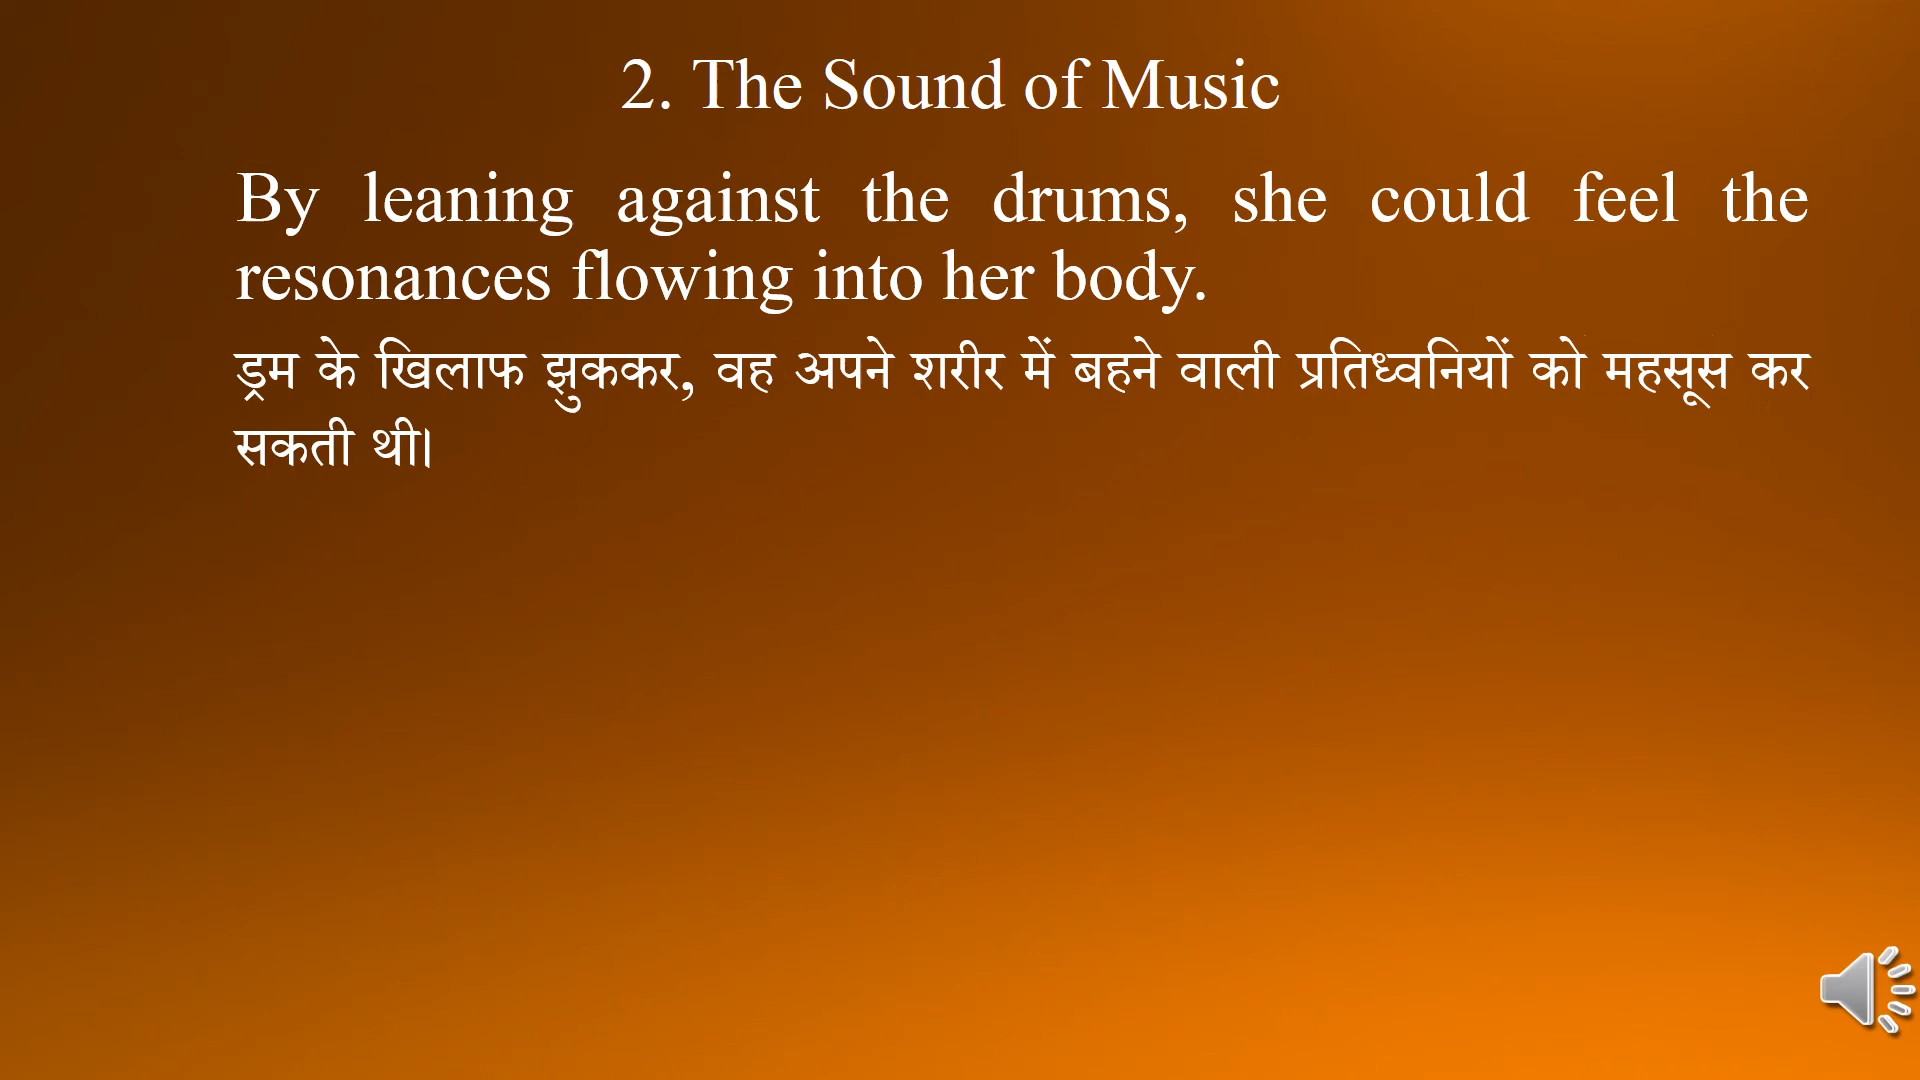 2. The Sound of Music
By leaning against the drums, she could feel the
resonances flowing into her body.
ड्रम के खिलाफ झुककर, वह अपने शरीर में बहने वाली प्रतिध्वनियों को महसूस कर
सकती थी।